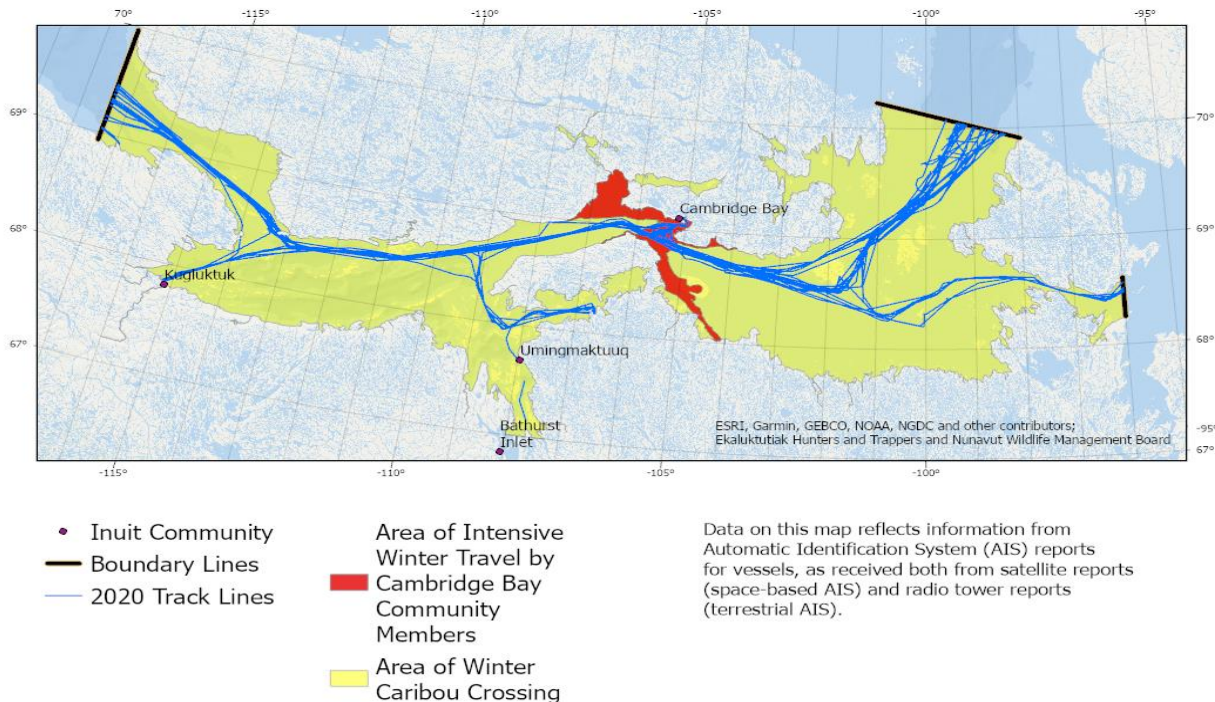 70° -115° -110° -105° -100° -95°
69° 70°
68° 69°
67° 68°
-95°
67°
Cambridge Bay
Kugluktuk
Umingmaktuuq
Bathurst
Inlet
ESRI, Garmin, GEBCO, NOAA, NGDC and other contributors;
Ekaluktutiak Hunters and Trappers and Nunavut Wildlife Management Board
-115° -110° -105° -100°
Inuit Community
Boundary Lines
2020 Track Lines
Area of Intensive
Winter Travel by
Cambridge Bay
Community
Members
Area of Winter
Caribou Crossing
Data on this map reflects information from
Automatic Identification System (AIS) reports
for vessels, as received both from satellite reports
(space-based AIS) and radio tower reports
(terrestrial AIS).